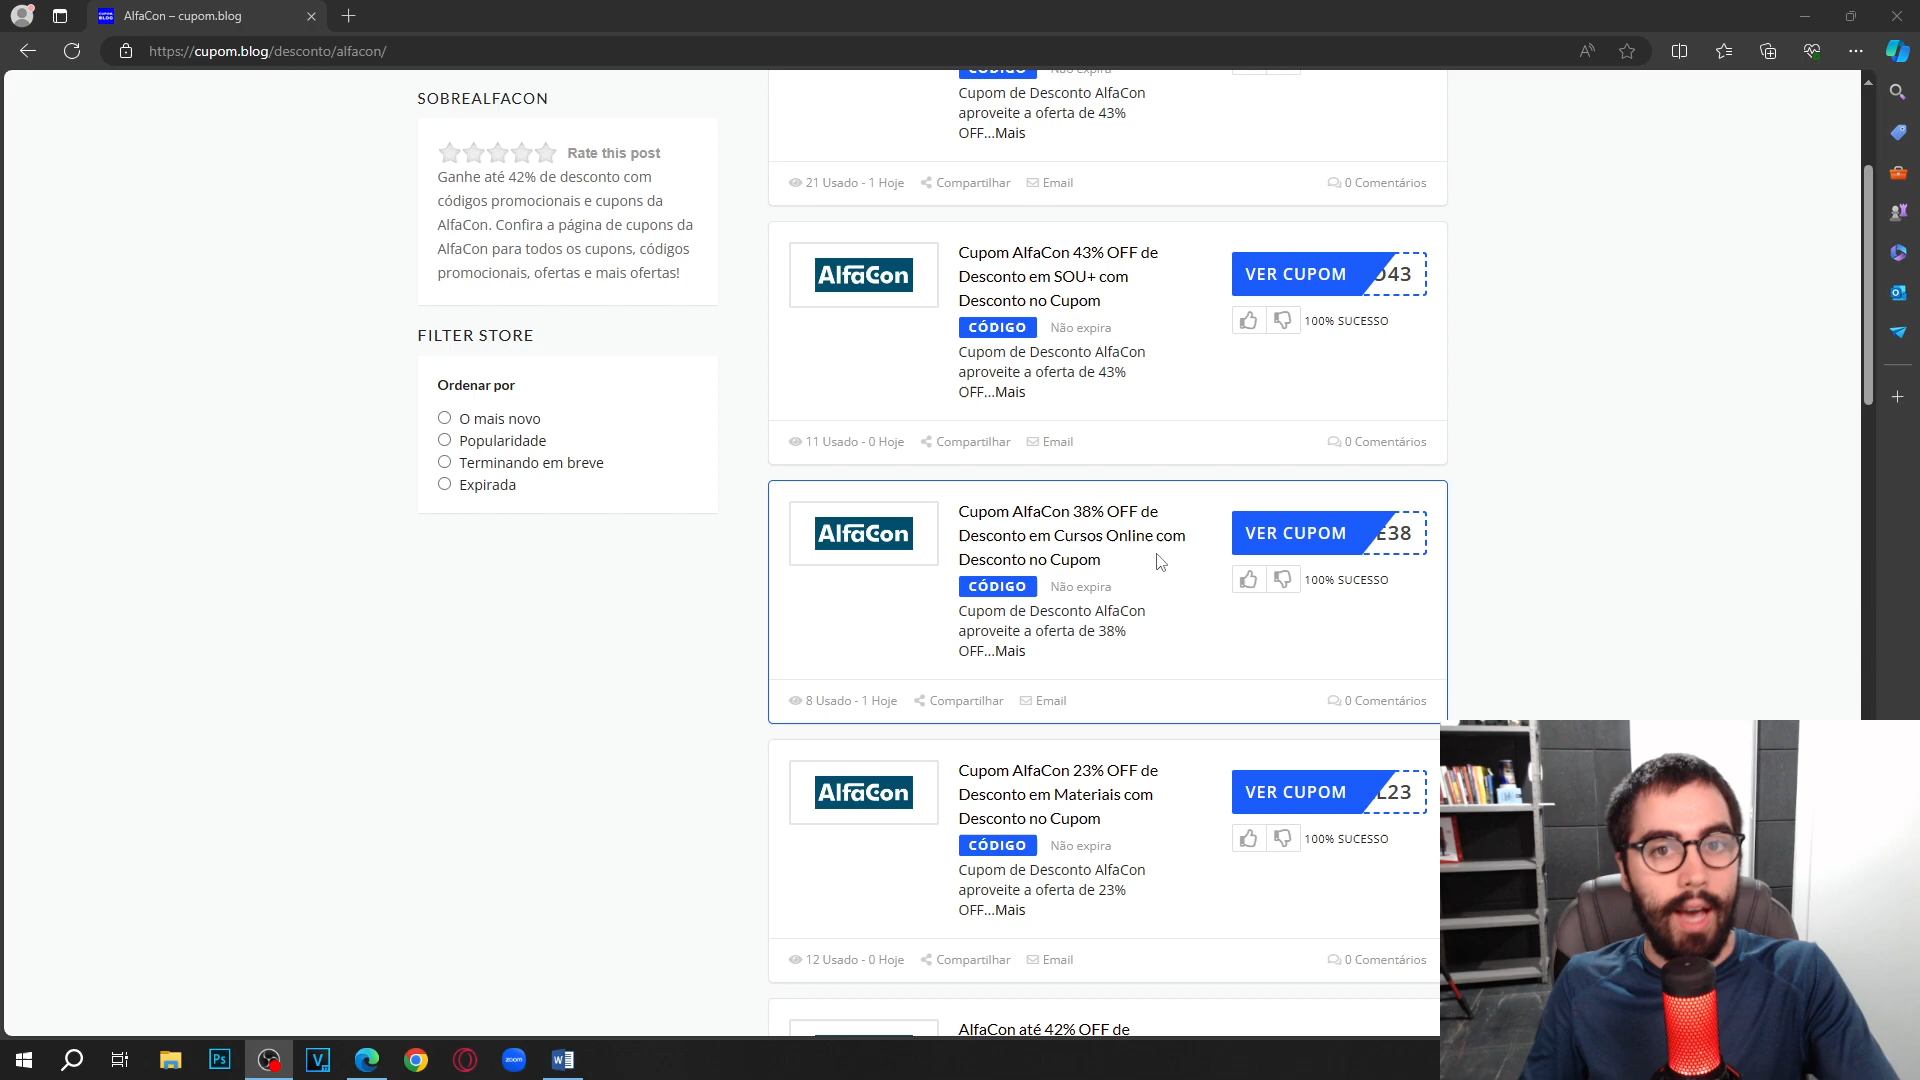 AlfaCon – cupom.blog
https://cupom.blog/desconto/alfacon/
SOBREALFACON
Rate this post
Ganhe até 42% de desconto com
códigos promocionais e cupons da
AlfaCon. Confira a página de cupons da
AlfaCon para todos os cupons, códigos
promocionais, ofertas e mais ofertas!
FILTER STORE
Ordenar por
O mais novo
Popularidade
Terminando em breve
Expirada
CÓDIGO Não expira
Cupom de Desconto AlfaCon
aproveite a oferta de 43%
OFF...Mais
21 Usado - 1 Hoje Compartilhar Email 0 Comentários
AlfaCon
Cupom AlfaCon 43% OFF de
Desconto em SOU+ com
Desconto no Cupom
CÓDIGO Não expira
Cupom de Desconto AlfaCon
aproveite a oferta de 43%
OFF...Mais
VER CUPOM O43
100% SUCESSO
11 Usado - 0 Hoje Compartilhar Email 0 Comentários
AlfaCon
Cupom AlfaCon 38% OFF de
Desconto em Cursos Online com
Desconto no Cupom
CÓDIGO Não expira
Cupom de Desconto AlfaCon
aproveite a oferta de 38%
OFF...Mais
VER CUPOM E38
100% SUCESSO
8 Usado - 1 Hoje Compartilhar Email 0 Comentários
AlfaCon
Cupom AlfaCon 23% OFF de
Desconto em Materiais com
Desconto no Cupom
CÓDIGO Não expira
Cupom de Desconto AlfaCon
aproveite a oferta de 23%
OFF...Mais
VER CUPOM L23
100% SUCESSO
12 Usado - 0 Hoje Compartilhar Email 0 Comentários
AlfaCon até 42% OFF de
Ps
V
zoom
W